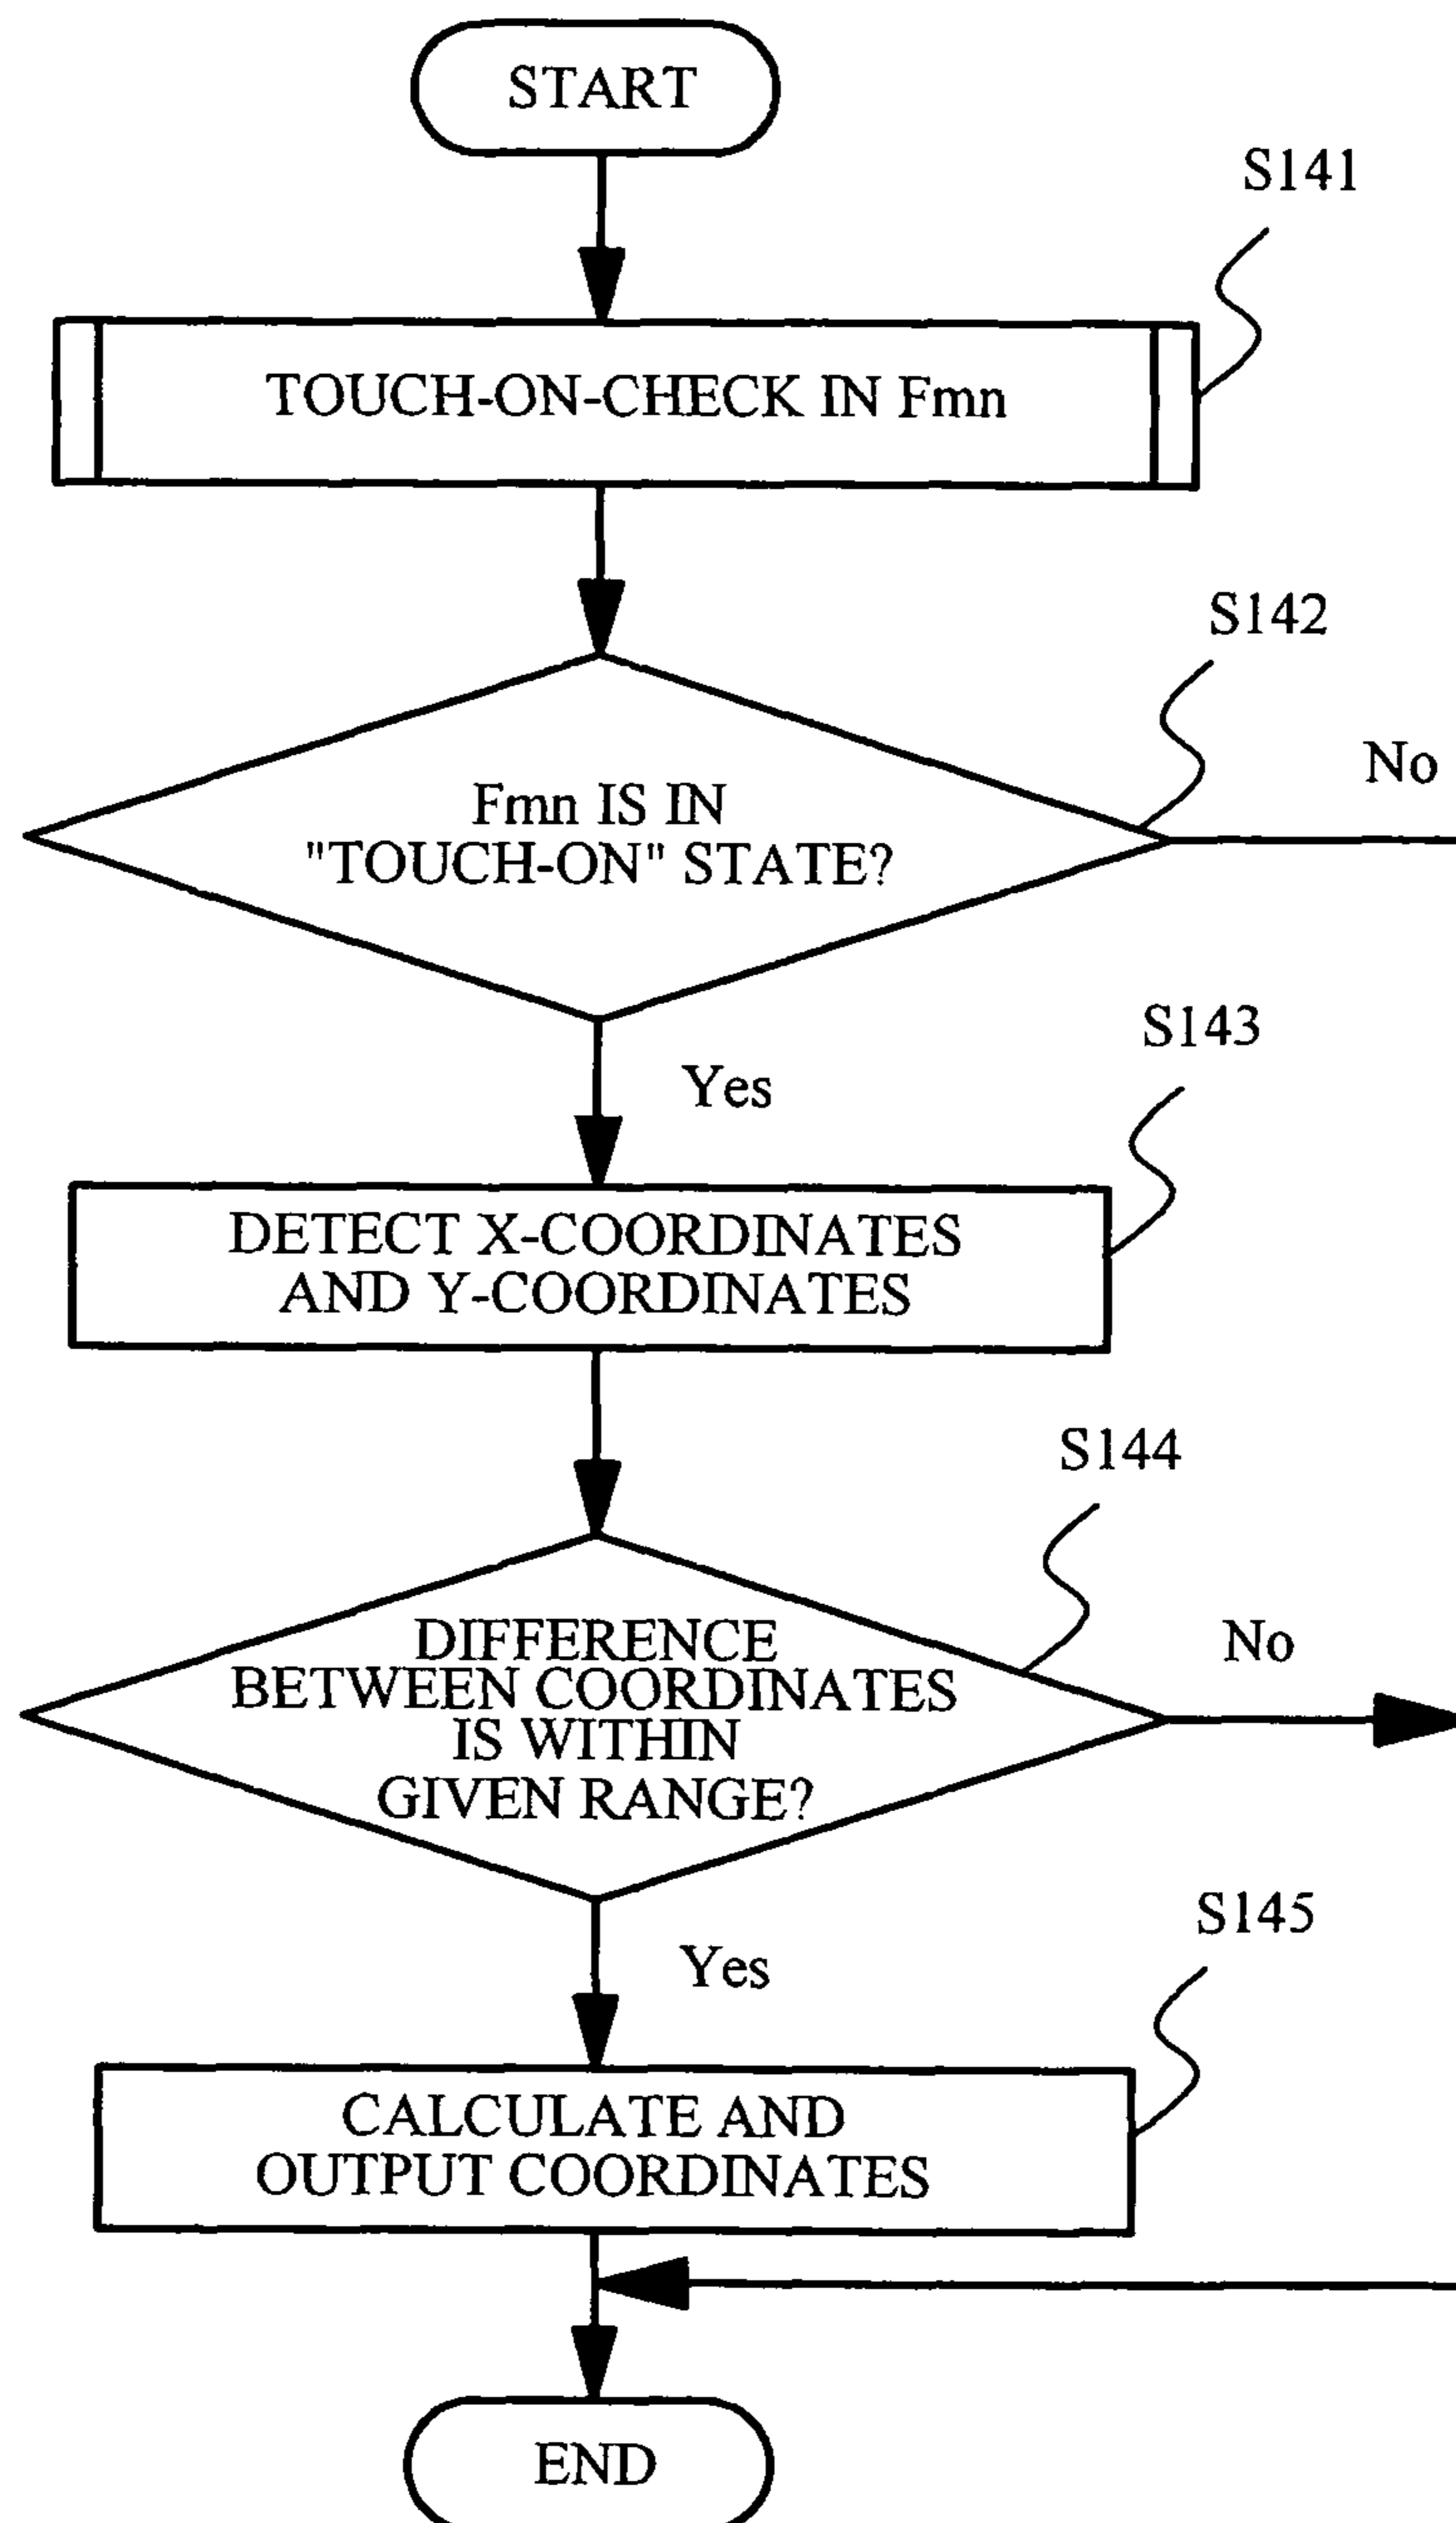 START
S141
TOUCH-ON-CHECK IN Fmn
S142
No
Fmn IS IN
"TOUCH-ON" STATE?
S143
Yes
DETECT X-COORDINATES
AND Y-COORDINATES
S144
No
DIFFERENCE
BETWEEN COORDINATES
IS WITHIN
GIVEN RANGE?
S145
Yes
CALCULATE AND
OUTPUT COORDINATES
END